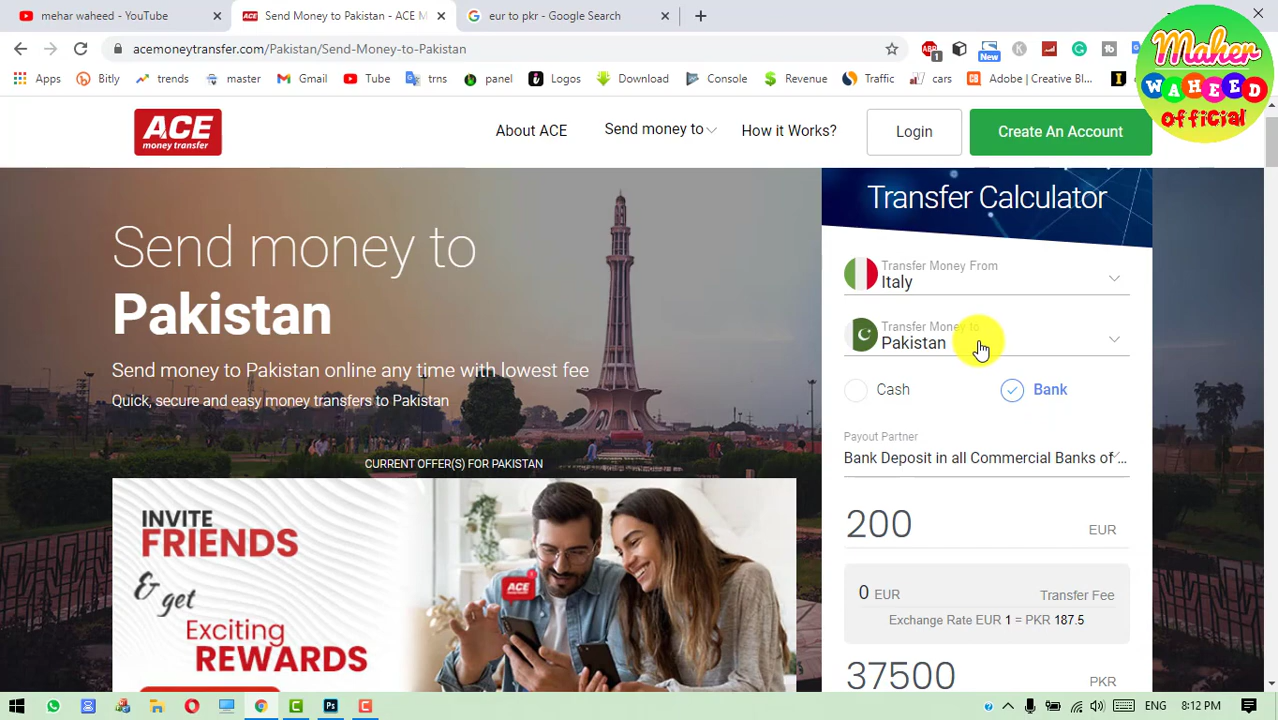 mehar waheed - YouTube
Send Money to Pakistan - ACE M
eur to pkr - Google Search
acemoneytransfer.com/Pakistan/Send-Money-to-Pakistan
ABP
1
New
K
tb
Apps
Bitly
trends
master
Gmail
Tube
trns
panel
Logos
Download
Console
Revenue
Traffic
cars
Adobe | Creative Bl...
Maher
WAHEED
official
ACE
money transfer
About ACE
Send money to
How it Works?
Login
Create An Account
Send money to
Pakistan
Send money to Pakistan online any time with lowest fee
Quick, secure and easy money transfers to Pakistan
CURRENT OFFER(S) FOR PAKISTAN
INVITE
FRIENDS
& get
Exciting
REWARDS
ACE
Transfer Calculator
Transfer Money From
Italy
Transfer Money to
Pakistan
Cash
Bank
Payout Partner
Bank Deposit in all Commercial Banks of ...
200
EUR
0 EUR
Transfer Fee
Exchange Rate EUR 1 = PKR 187.5
37500
PKR
ENG
8:12 PM